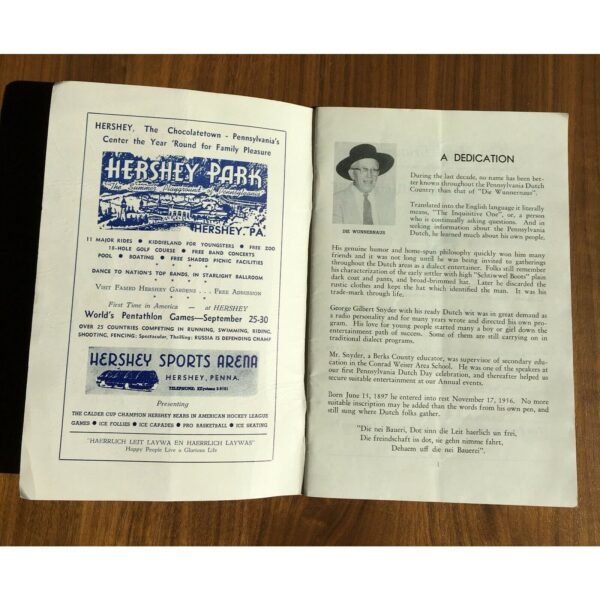 HERSHEY, The Chocolatetown - Pennsylvania's
Center the Year 'Round for Family Pleasure
HERSHEY PARK
The Summer Playground of Pennsylvania
HERSHEY, PA.
11 MAJOR RIDES ● KIDDIELAND FOR YOUNGSTERS ● FREE ZOO
18-HOLE GOLF COURSE ● FREE BAND CONCERTS
POOL ● BOATING ● FREE SHADED PICNIC FACILITIES
DANCE TO NATION'S TOP BANDS, IN STARLIGHT BALLROOM
VISIT FAMED HERSHEY GARDENS . . . FREE ADMISSION
First Time in America — at HERSHEY
World's Pentathlon Games—September 25-30
OVER 25 COUNTRIES COMPETING IN RUNNING, SWIMMING, RIDING,
SHOOTING, FENCING: Spectacular, Thrilling: RUSSIA IS DEFENDING CHAMP
HERSHEY SPORTS ARENA
HERSHEY, PENNA.
Presenting
THE CALDER CUP CHAMPION HERSHEY BEARS IN AMERICAN HOCKEY LEAGUE
GAMES ● ICE FOLLIES ● ICE CAPADES ● PRO BASKETBALL ● ICE SKATING
"HAERRLICH LEIT LAYWA EN HAERRLICH LAYWAS"
Happy People Live a Glorious Life
A DEDICATION
DIE WUNNERNAUS
During the last decade, no name has been bet-
ter known throughout the Pennsylvania Dutch
Country than that of "Die Wunnernaus".
Translated into the English language it literally
means, "The Inquisitive One", or, a person
who is continually asking questions. And in
seeking information about the Pennsylvania
Dutch, he learned much about his own people.
His genuine humor and home-spun philosophy quickly won him many
friends and it was not long until he was being invited to gatherings
throughout the Dutch areas as a dialect entertainer. Folks still remember
his characterization of the early settler with high "Schtiwwel Boots" plain
dark coat and pants, and broad-brimmed hat. Later he discarded the
rustic clothes and kept the hat which identified the man. It was his
trade-mark through life.
George Gilbert Snyder with his ready Dutch wit was in great demand as
a radio personality and for many years wrote and directed his own pro-
gram. His love for young people started many a boy or girl down the
entertainment path of success. Some of them are still carrying on in
traditional dialect programs.
Mr. Snyder, a Berks County educator, was supervisor of secondary edu-
cation in the Conrad Weiser Area School. He was one of the speakers at
our first Pennsylvania Dutch Day celebration, and thereafter helped us
secure suitable entertainment at our Annual events.
Born June 15, 1897 he entered into rest November 17, 1956. No more
suitable inscription may be added than the words from his own pen, and
still sung where Dutch folks gather.
"Die nei Baueri, Dot sinn die Leit haerlich un frei,
Die freindschaft is dot, sie gehn nimme fahrt,
Dehaem uff die nei Bauerei".
1